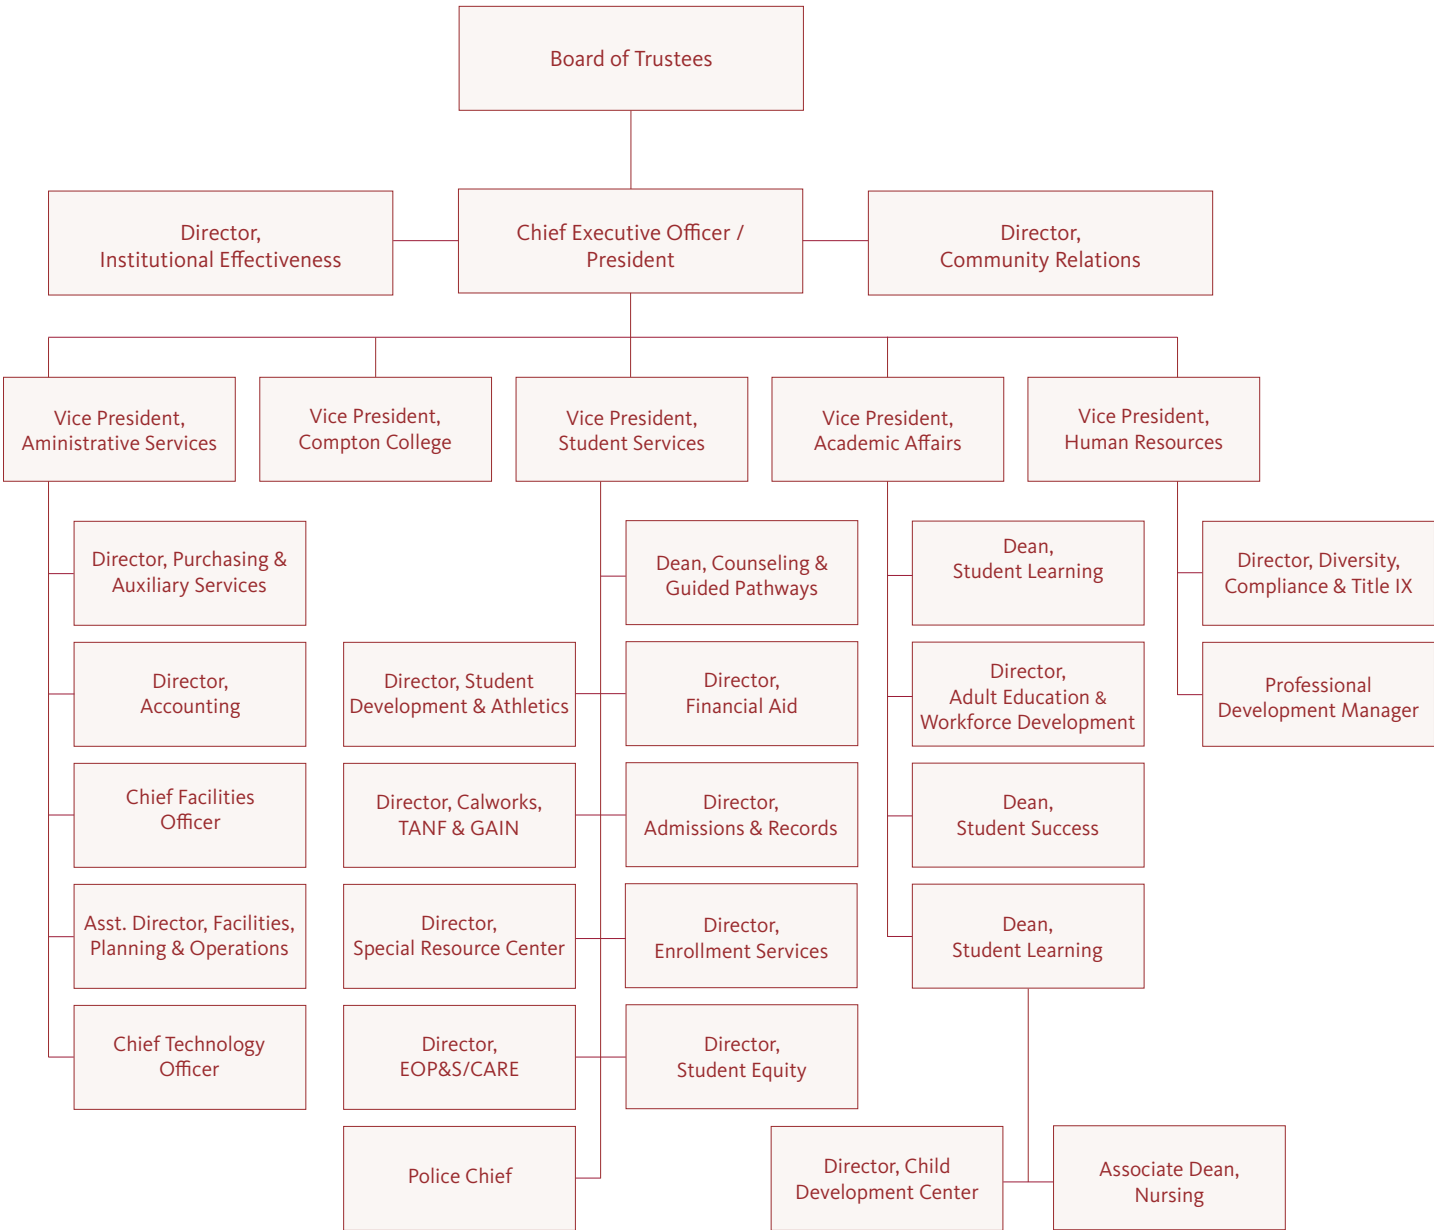 Board of Trustees
Director,
Institutional Effectiveness
Chief Executive Officer /
President
Director,
Community Relations
Vice President,
Aministrative Services
Vice President,
Compton College
Vice President,
Student Services
Vice President,
Academic Affairs
Vice President,
Human Resources
Director, Purchasing &
Auxiliary Services
Dean, Counseling &
Guided Pathways
Dean,
Student Learning
Director, Diversity,
Compliance & Title IX
Director,
Accounting
Director, Student
Development & Athletics
Director,
Financial Aid
Director,
Adult Education &
Workforce Development
Professional
Development Manager
Chief Facilities
Officer
Director, Calworks,
TANF & GAIN
Director,
Admissions & Records
Dean,
Student Success
Asst. Director, Facilities,
Planning & Operations
Director,
Special Resource Center
Director,
Enrollment Services
Dean,
Student Learning
Chief Technology
Officer
Director,
EOP&S/CARE
Director,
Student Equity
Police Chief
Director, Child
Development Center
Associate Dean,
Nursing